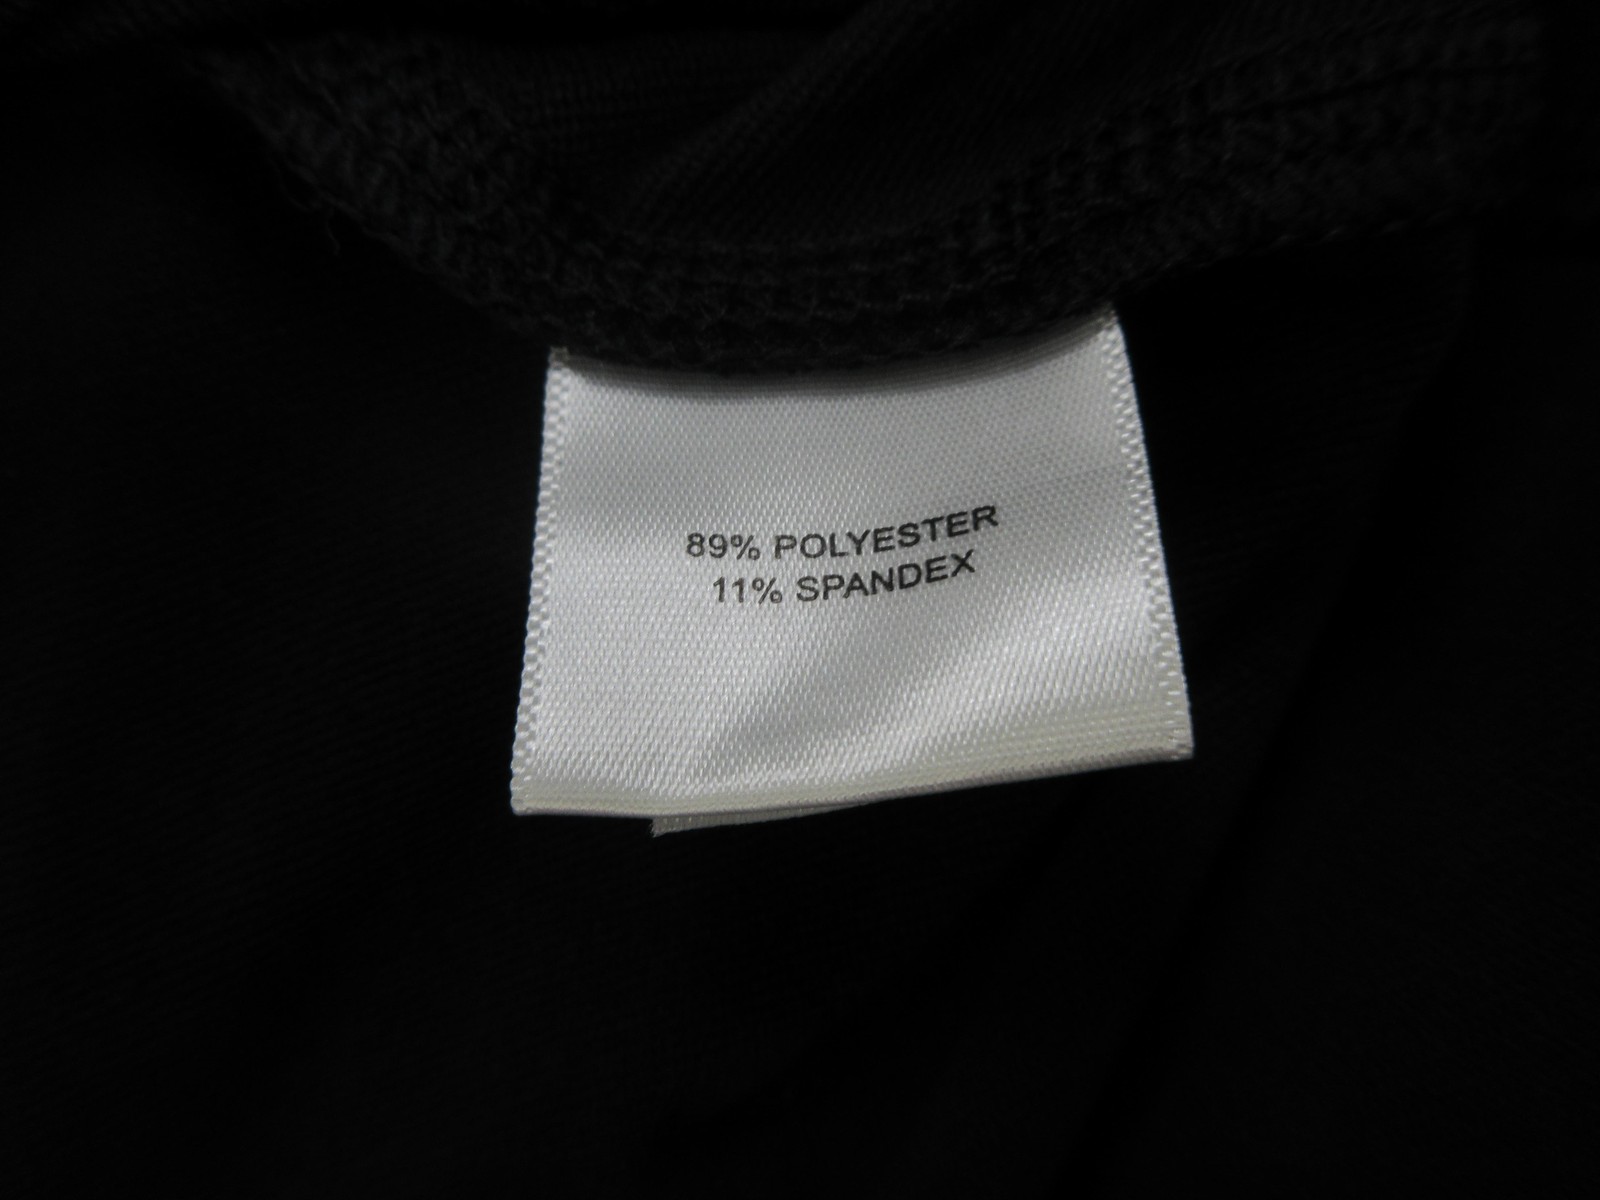 89% POLYESTER
11% SPANDEX